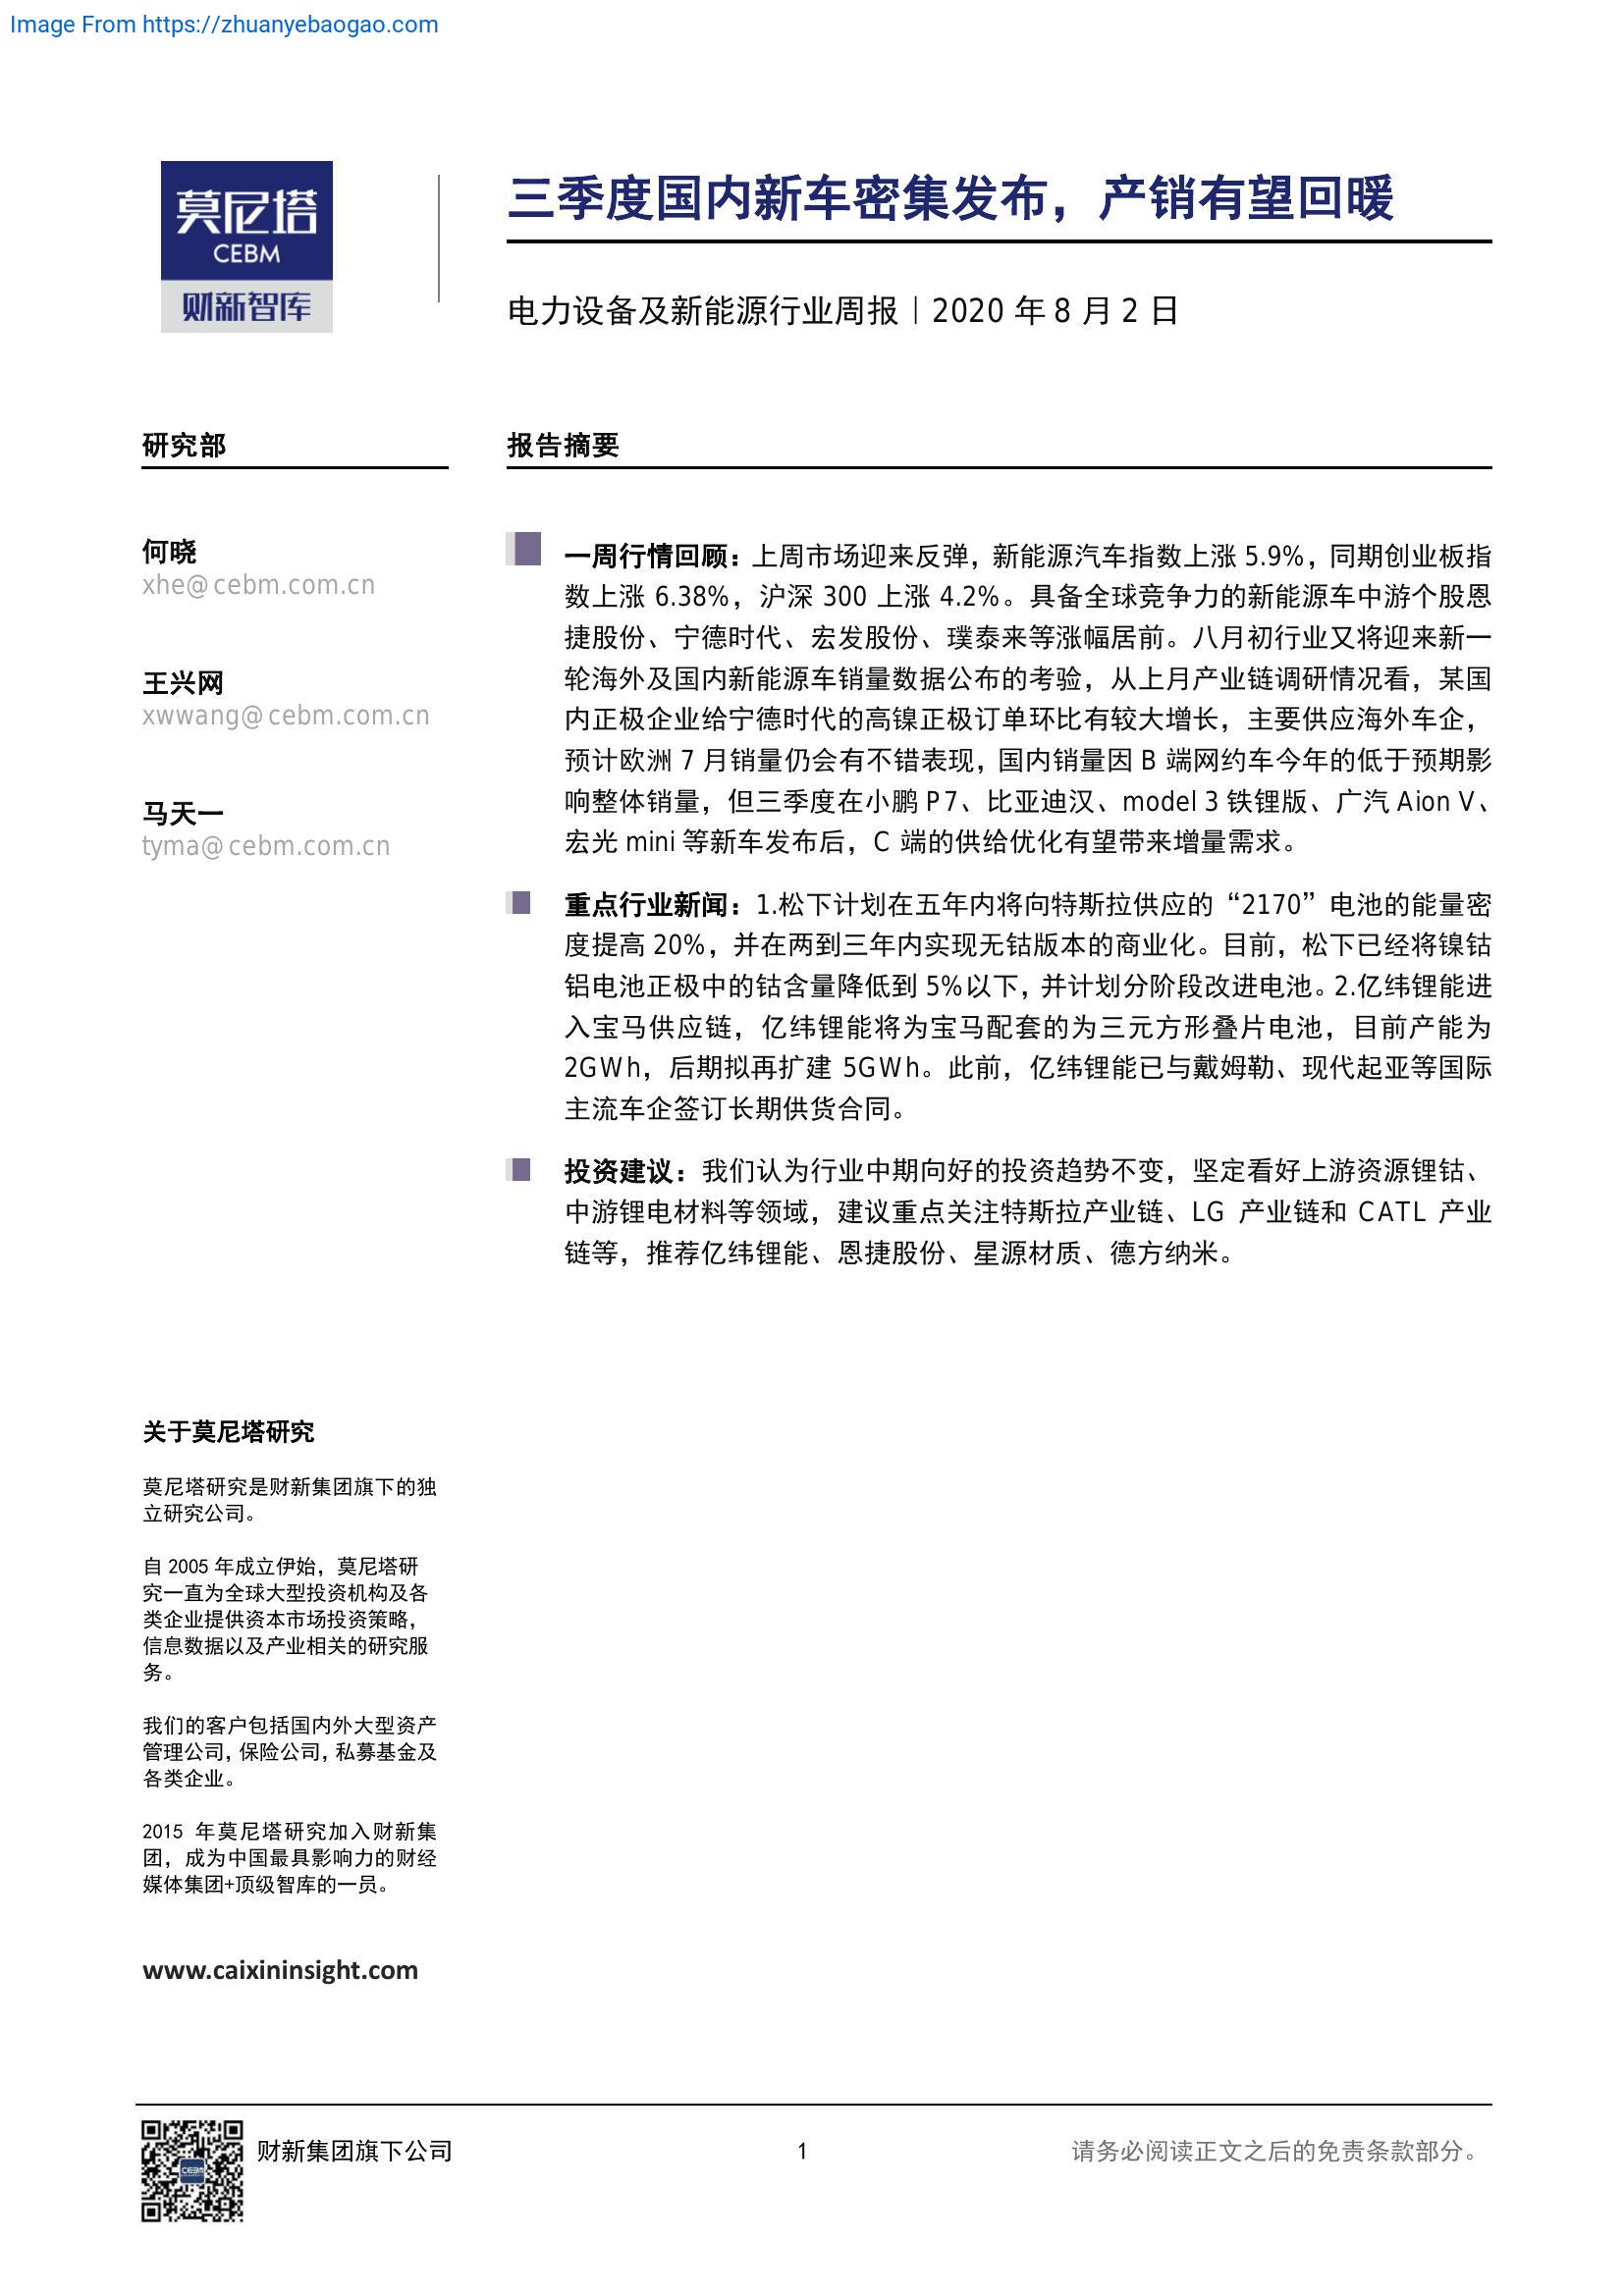 Image From https://zhuanyebaogao.com
莫尼塔
CEBM
财新智库
三季度国内新车密集发布，产销有望回暖
电力设备及新能源行业周报｜2020 年 8 月 2 日
研究部
何晓
xhe@cebm.com.cn
王兴网
xwwang@cebm.com.cn
马天一
tyma@cebm.com.cn
报告摘要
一周行情回顾：上周市场迎来反弹，新能源汽车指数上涨 5.9%，同期创业板指
数上涨 6.38%，沪深 300 上涨 4.2%。具备全球竞争力的新能源车中游个股恩
捷股份、宁德时代、宏发股份、璞泰来等涨幅居前。八月初行业又将迎来新一
轮海外及国内新能源车销量数据公布的考验，从上月产业链调研情况看，某国
内正极企业给宁德时代的高镍正极订单环比有较大增长，主要供应海外车企，
预计欧洲 7 月销量仍会有不错表现，国内销量因 B 端网约车今年的低于预期影
响整体销量，但三季度在小鹏 P7、比亚迪汉、model 3 铁锂版、广汽 Aion V、
宏光 mini 等新车发布后，C 端的供给优化有望带来增量需求。
重点行业新闻：1.松下计划在五年内将向特斯拉供应的“2170”电池的能量密
度提高 20%，并在两到三年内实现无钴版本的商业化。目前，松下已经将镍钴
铝电池正极中的钴含量降低到 5%以下，并计划分阶段改进电池。2.亿纬锂能进
入宝马供应链，亿纬锂能将为宝马配套的为三元方形叠片电池，目前产能为
2GWh，后期拟再扩建 5GWh。此前，亿纬锂能已与戴姆勒、现代起亚等国际
主流车企签订长期供货合同。
投资建议：我们认为行业中期向好的投资趋势不变，坚定看好上游资源锂钴、
中游锂电材料等领域，建议重点关注特斯拉产业链、LG 产业链和 CATL 产业
链等，推荐亿纬锂能、恩捷股份、星源材质、德方纳米。
关于莫尼塔研究
莫尼塔研究是财新集团旗下的独
立研究公司。
自 2005 年成立伊始，莫尼塔研
究一直为全球大型投资机构及各
类企业提供资本市场投资策略，
信息数据以及产业相关的研究服
务。
我们的客户包括国内外大型资产
管理公司，保险公司，私募基金及
各类企业。
2015 年莫尼塔研究加入财新集
团，成为中国最具影响力的财经
媒体集团+顶级智库的一员。
www.caixininsight.com
CEBM
财新集团旗下公司
1
请务必阅读正文之后的免责条款部分。